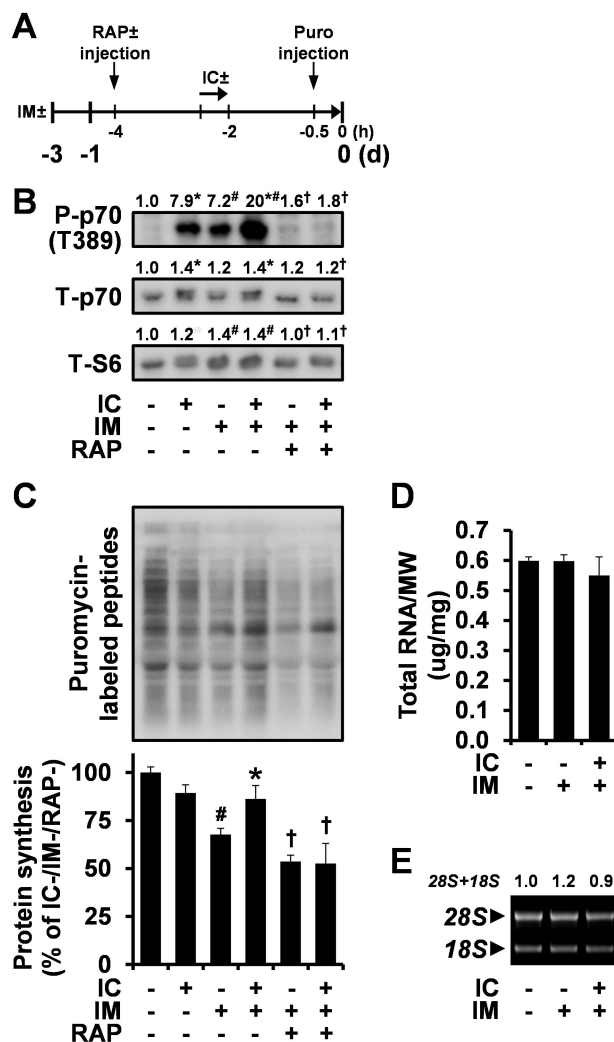 A
RAP± injection
Puro injection
IC±
IM±
-4 -2 -0.5 0 (h)
-3 -1 0 (d)
B
1.0 7.9* 7.2# 20*# 1.6† 1.8†
P-p70 (T389)
1.0 1.4* 1.2 1.4* 1.2 1.2†
T-p70
1.0 1.2 1.4# 1.4# 1.0† 1.1†
T-S6
IC - + - + - +
IM - - + + + +
RAP - - - - + +
C
Puromycin-
labeled peptides
Protein synthesis
(% of IC-/IM-/RAP-)
100
75
50
25
0
# * † †
IC - + - + - +
IM - - + + + +
RAP - - - - + +
D
Total RNA/MW
(ug/mg)
0.9
0.8
0.7
0.6
0.5
0.4
0.3
0.2
0.1
0.0
IC - - +
IM - + +
E
28S+18S 1.0 1.2 0.9
28S
18S
IC - - +
IM - + +